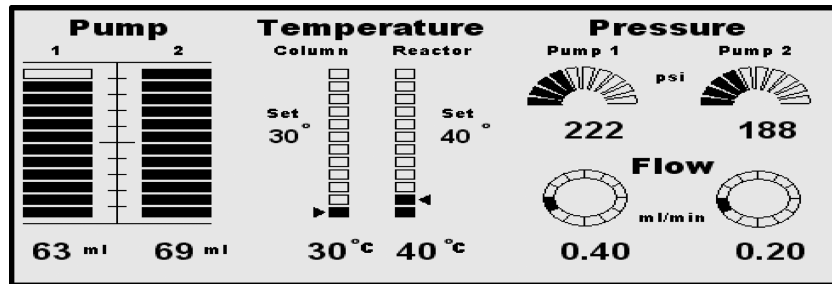 Pump Temperature Pressure
1 2 Column Reactor Pump 1 Pump 2
psi
Set 30° Set 40°
222 188
Flow
ml/min
63 ml 69 ml 30°C 40°C 0.40 0.20